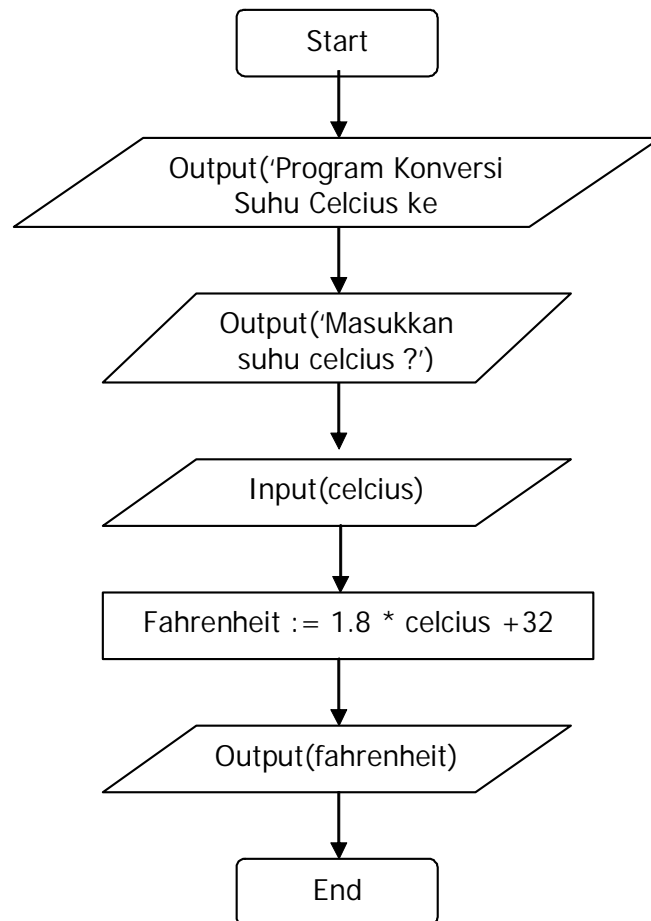 Start
Output(‘Program Konversi
Suhu Celcius ke
Output(‘Masukkan
suhu celcius ?’)
Input(celcius)
Fahrenheit := 1.8 * celcius +32
Output(fahrenheit)
End